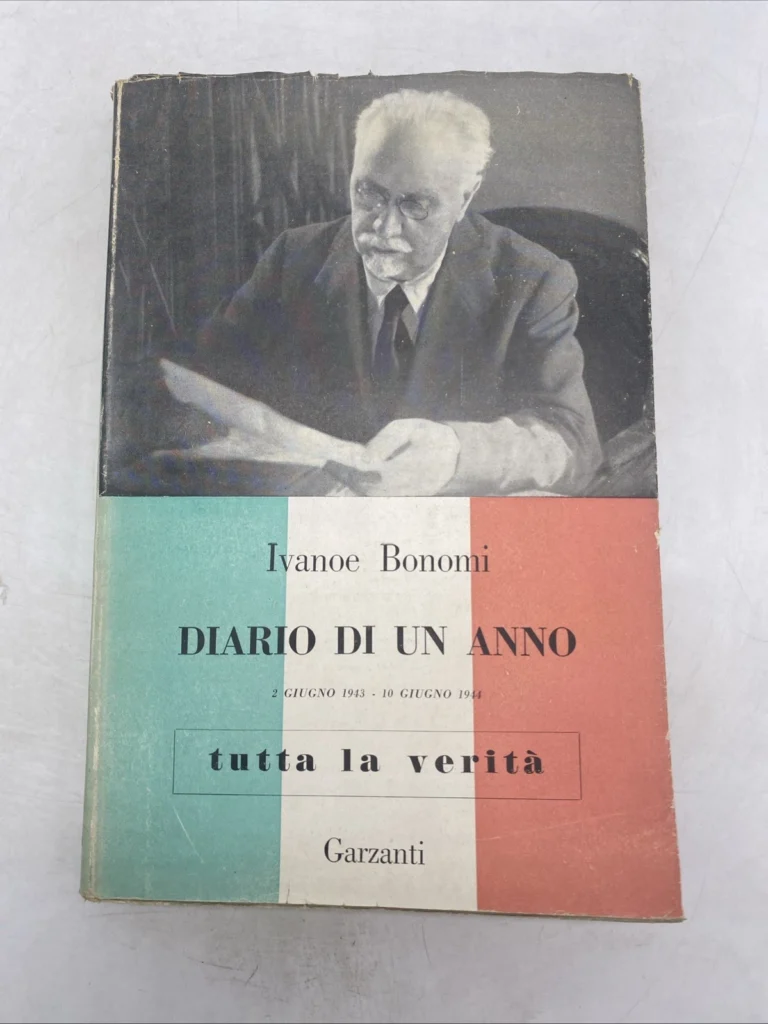 Ivanoe Bonomi
DIARIO DI UN ANNO
2 GIUGNO 1943 - 10 GIUGNO 1944
tutta la verità
Garzanti